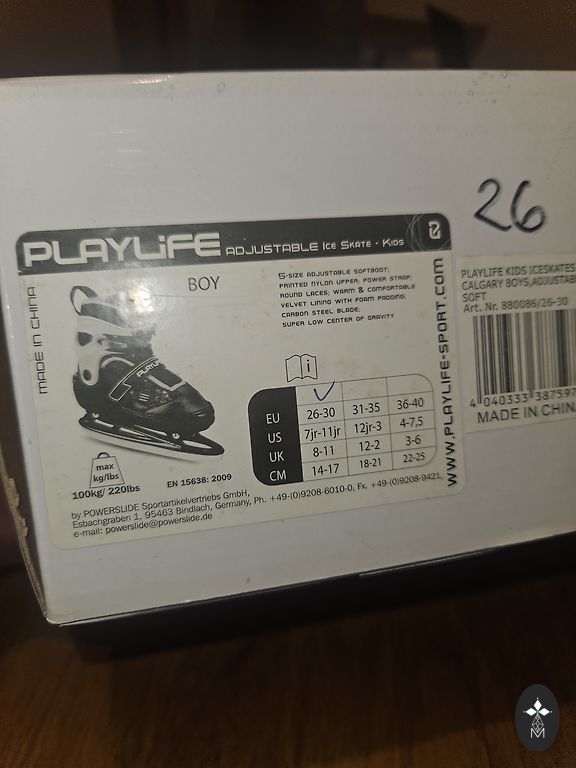 26
PLAYLIFE ADJUSTABLE ICE SKATE - KIDS
MADE IN CHINA
BOY
5-SIZE ADJUSTABLE SOFTBOOT;
PRINTED NYLON UPPER; POWER STRAP;
ROUND LACES; WARM & COMFORTABLE
VELVET LINING WITH FOAM PADDING;
CARBON STEEL BLADE;
SUPER LOW CENTER OF GRAVITY
i
EU 26-30 31-35 36-40
US 7jr-11jr 12jr-3 4-7,5
UK 8-11 12-2 3-6
CM 14-17 18-21 22-25
max
kg/lbs
100kg/ 220lbs
EN 15638: 2009
by POWERSLIDE Sportartikelvertriebs GmbH,
Esbachgraben 1, 95463 Bindlach, Germany, Ph. +49-(0)9208-6010-0, Fx. +49-(0)9208-9421,
e-mail: powerslide@powerslide.de
WWW.PLAYLIFE-SPORT.COM
PLAYLIFE KIDS ICESKATES
CALGARY BOYS,ADJUSTAB
SOFT
Art. Nr. 880086/26-30
4 040333 387597
MADE IN CHIN
M